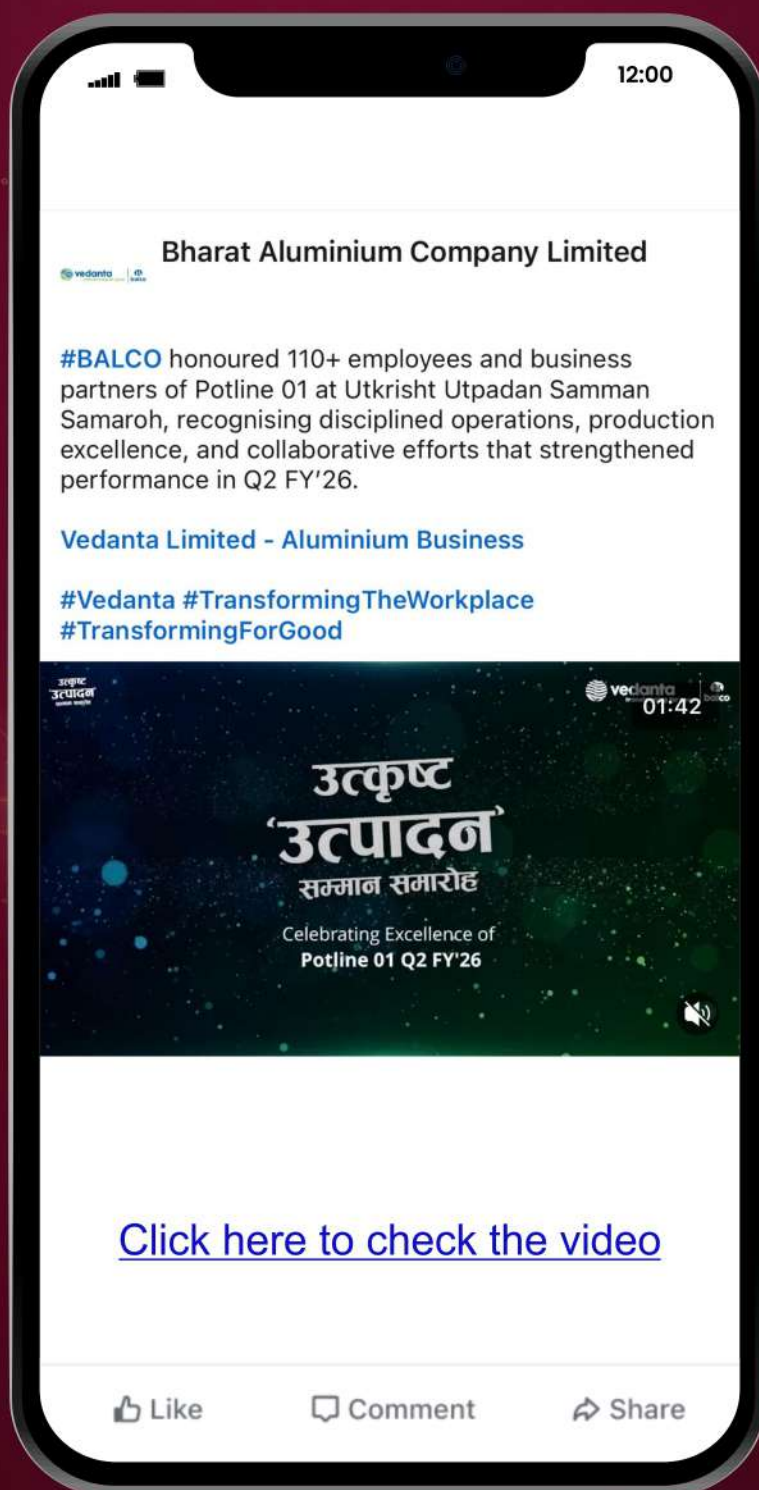 12:00
Bharat Aluminium Company Limited
vedanta
balco
#BALCO honoured 110+ employees and business
partners of Potline 01 at Utkrisht Utpadan Samman
Samaroh, recognising disciplined operations, production
excellence, and collaborative efforts that strengthened
performance in Q2 FY'26.
Vedanta Limited - Aluminium Business
#Vedanta #TransformingTheWorkplace
#TransformingForGood
उत्कृष्ट
उत्पादन
सम्मान समारोह
vedanta
balco
01:42
उत्कृष्ट
‘उत्पादन’
सम्मान समारोह
Celebrating Excellence of
Potline 01 Q2 FY'26
Click here to check the video
Like Comment Share